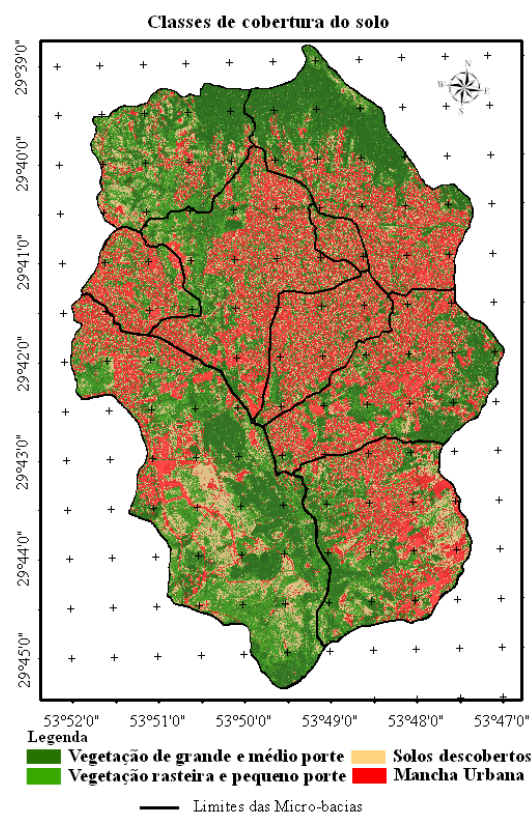 Classes de cobertura do solo
N
W E
S
29°39'0"
29°40'0"
29°41'0"
29°42'0"
29°43'0"
29°44'0"
29°45'0"
53°52'0" 53°51'0" 53°50'0" 53°49'0" 53°48'0" 53°47'0"
Legenda
Vegetação de grande e médio porte Solos descobertos
Vegetação rasteira e pequeno porte Mancha Urbana
Limites das Micro-bacias